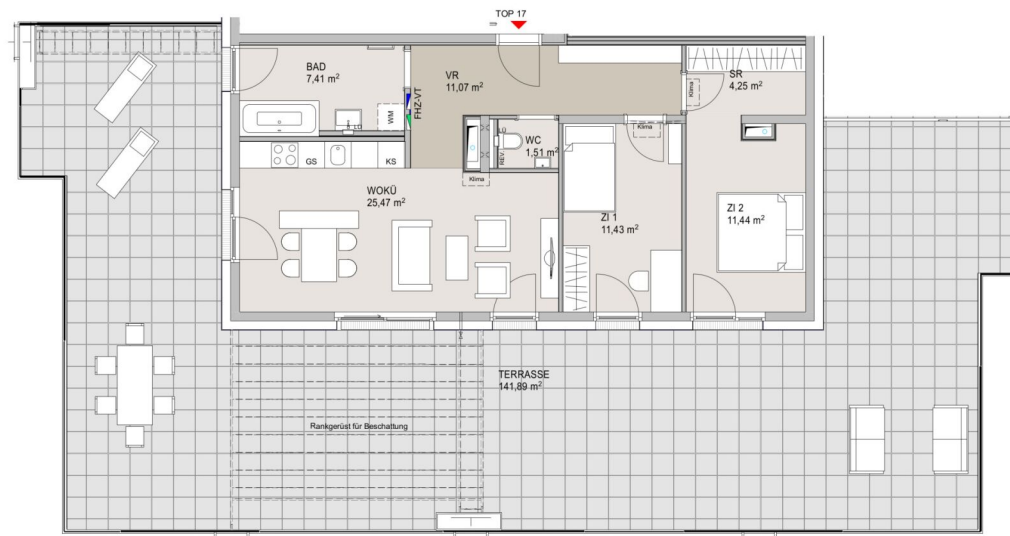 TOP 17
BAD
7,41 m²
VR
11,07 m²
SR
4,25 m²
Klima
Klima
FHZ-VT
WM
WC
1,51 m²
REV.
GS
KS
Klima
WOKÜ
25,47 m²
ZI 1
11,43 m²
ZI 2
11,44 m²
TERRASSE
141,89 m²
Rankgerüst für Beschattung